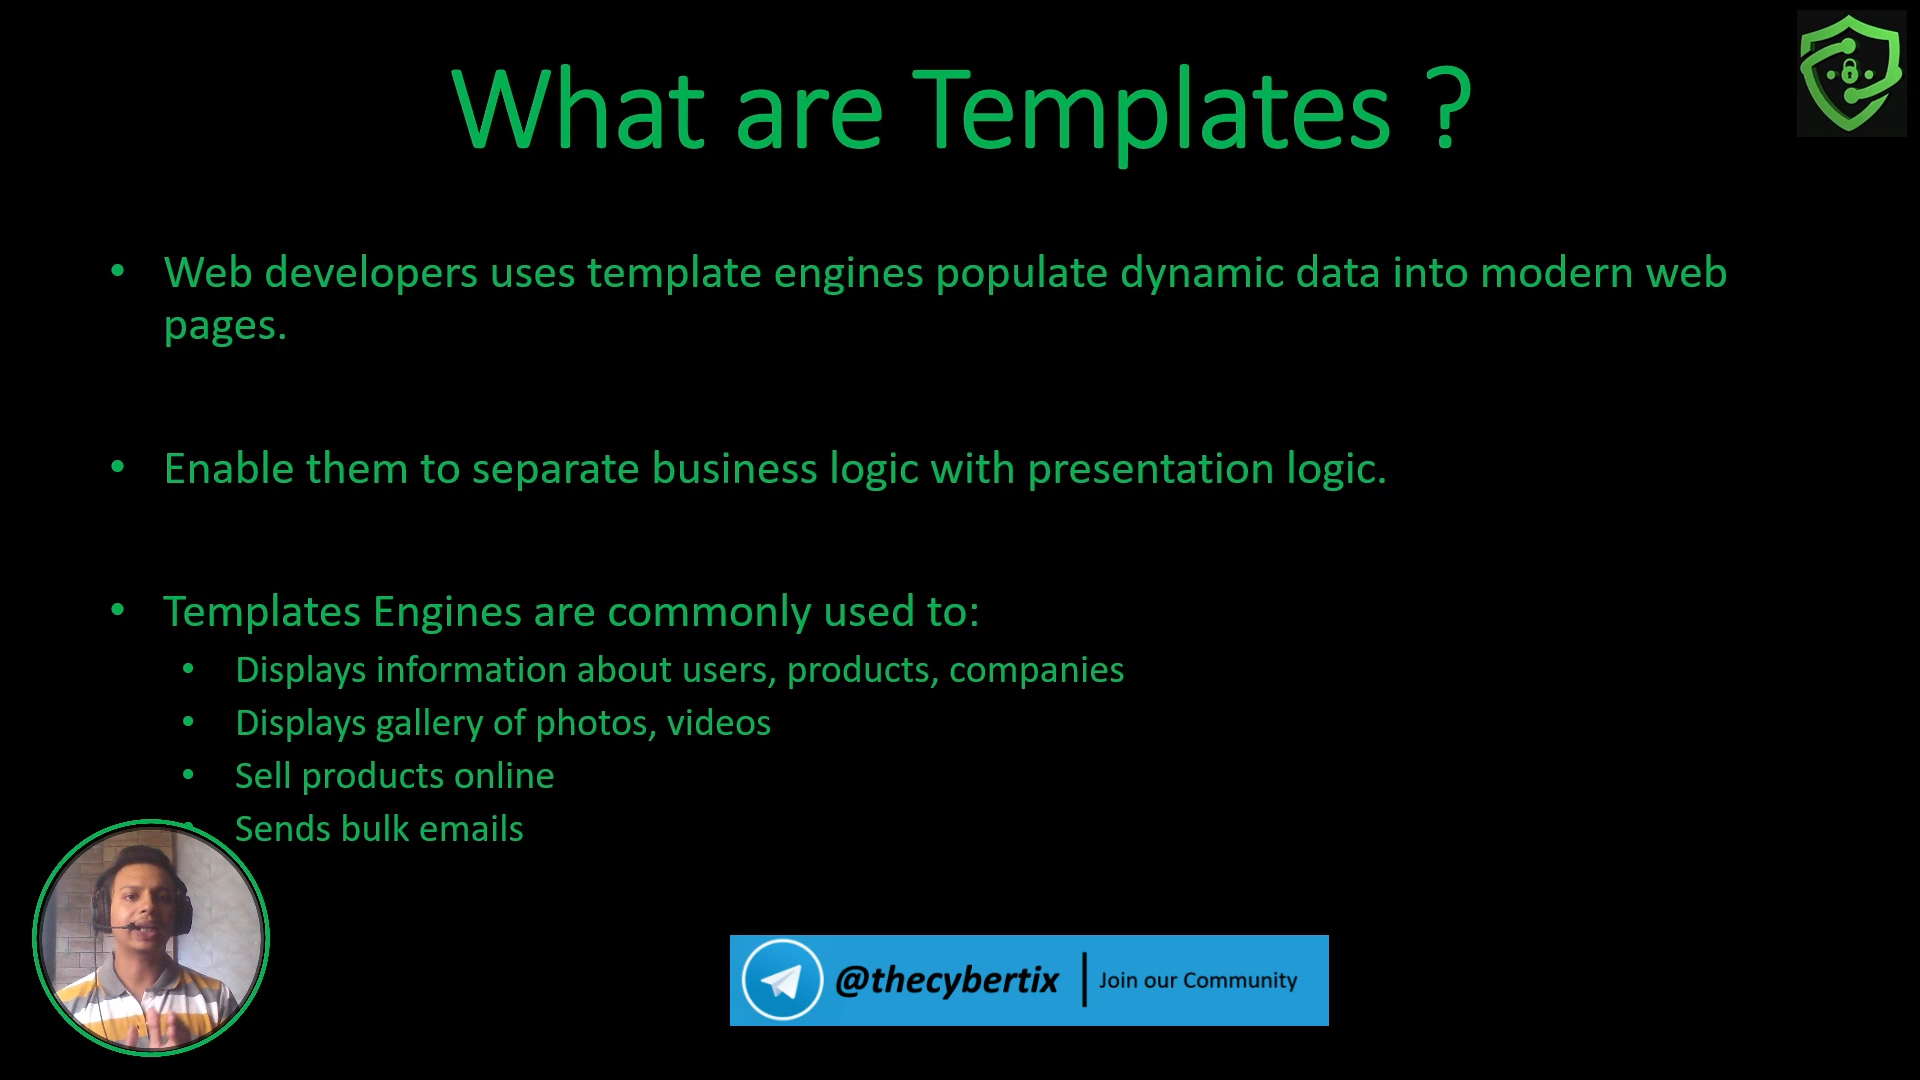 What are Templates ?
• Web developers uses template engines populate dynamic data into modern web
pages.
• Enable them to separate business logic with presentation logic.
• Templates Engines are commonly used to:
• Displays information about users, products, companies
• Displays gallery of photos, videos
• Sell products online
• Sends bulk emails
@thecybertix | Join our Community